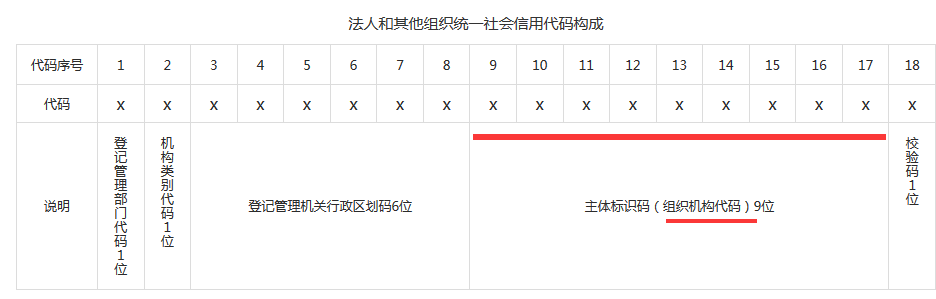 法人和其他组织统一社会信用代码构成
代码序号 1 2 3 4 5 6 7 8 9 10 11 12 13 14 15 16 17 18
代码 x x x x x x x x x x x x x x x x x x
说明 登记管理部门代码1位 机构类别代码1位 登记管理机关行政区划码6位 主体标识码（组织机构代码）9位 校验码1位